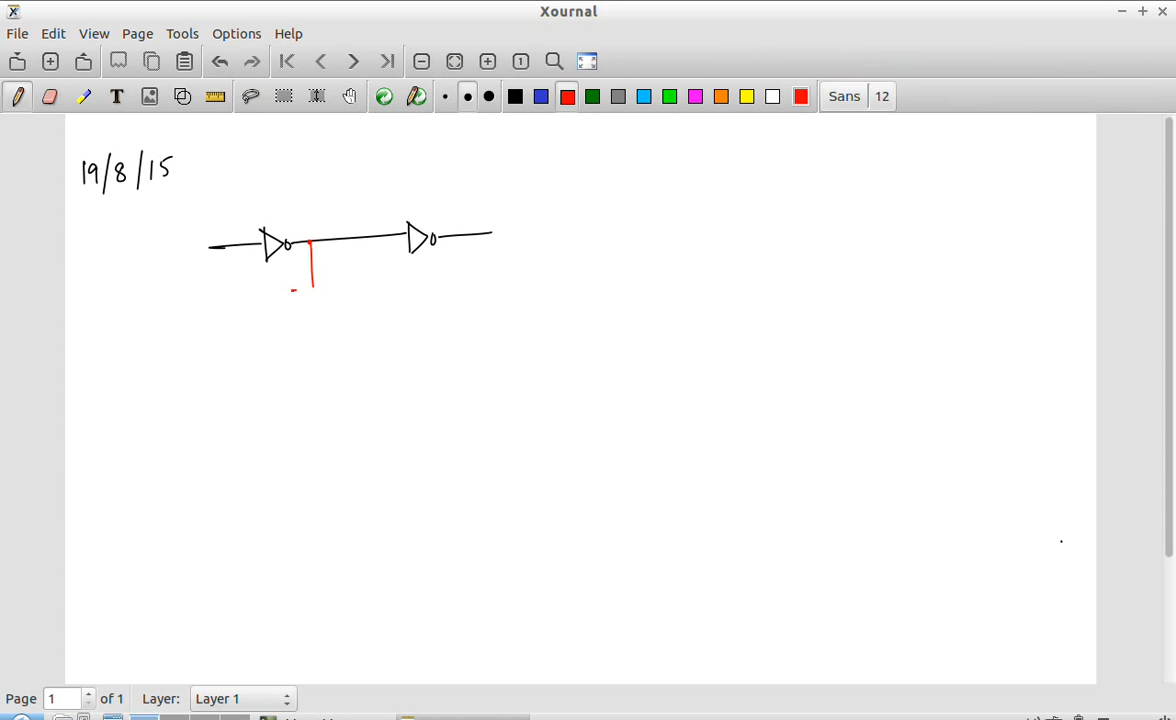 Xournal
File Edit View Page Tools Options Help
Sans 12
19/8/15
Page 1 of 1 Layer: Layer 1